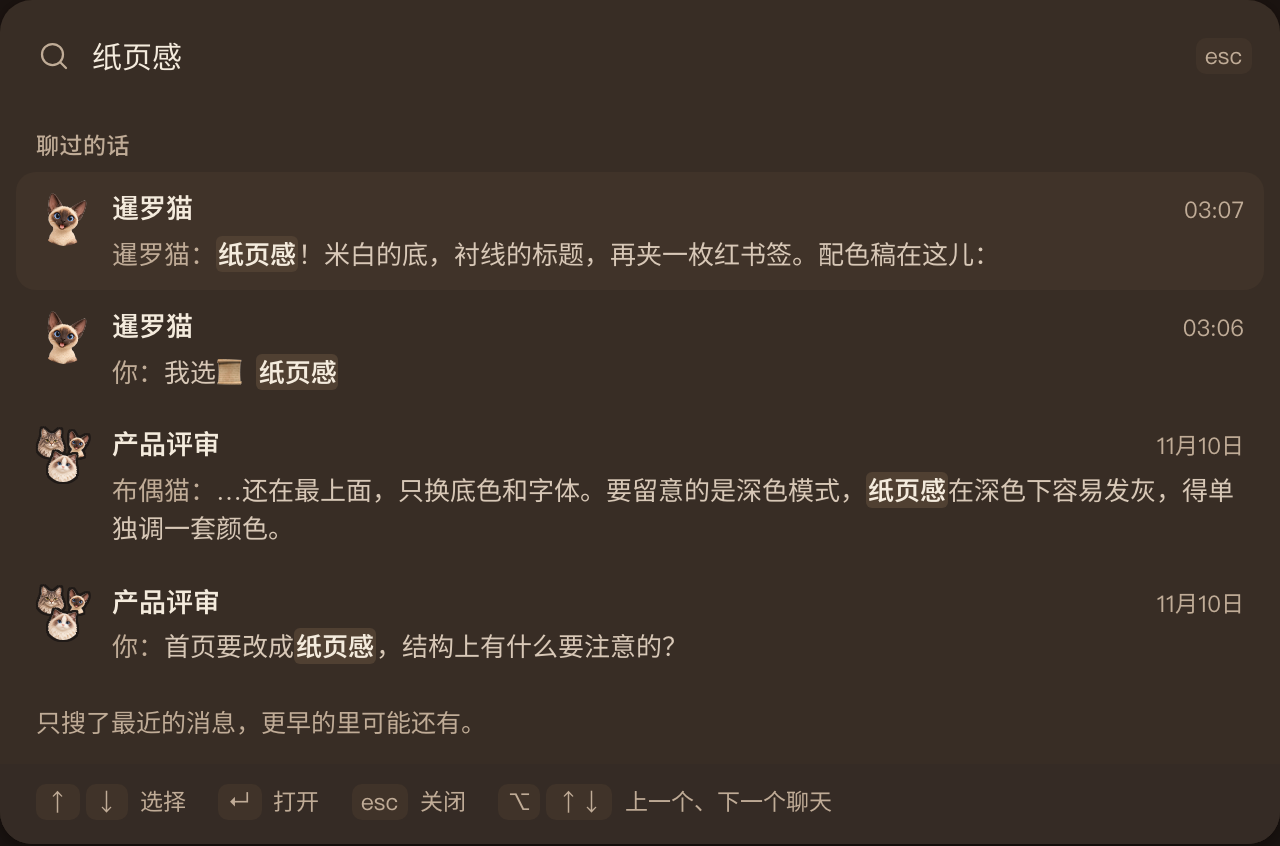 纸页感
esc
聊过的话
暹罗猫
03:07
暹罗猫：纸页感！米白的底，衬线的标题，再夹一枚红书签。配色稿在这儿：
暹罗猫
03:06
你：我选📜 纸页感
产品评审
11月10日
布偶猫：…还在最上面，只换底色和字体。要留意的是深色模式，纸页感在深色下容易发灰，得单
独调一套颜色。
产品评审
11月10日
你：首页要改成纸页感，结构上有什么要注意的？
只搜了最近的消息，更早的里可能还有。
↑ ↓ 选择 ↵ 打开 esc 关闭 ⌥ ↑↓ 上一个、下一个聊天